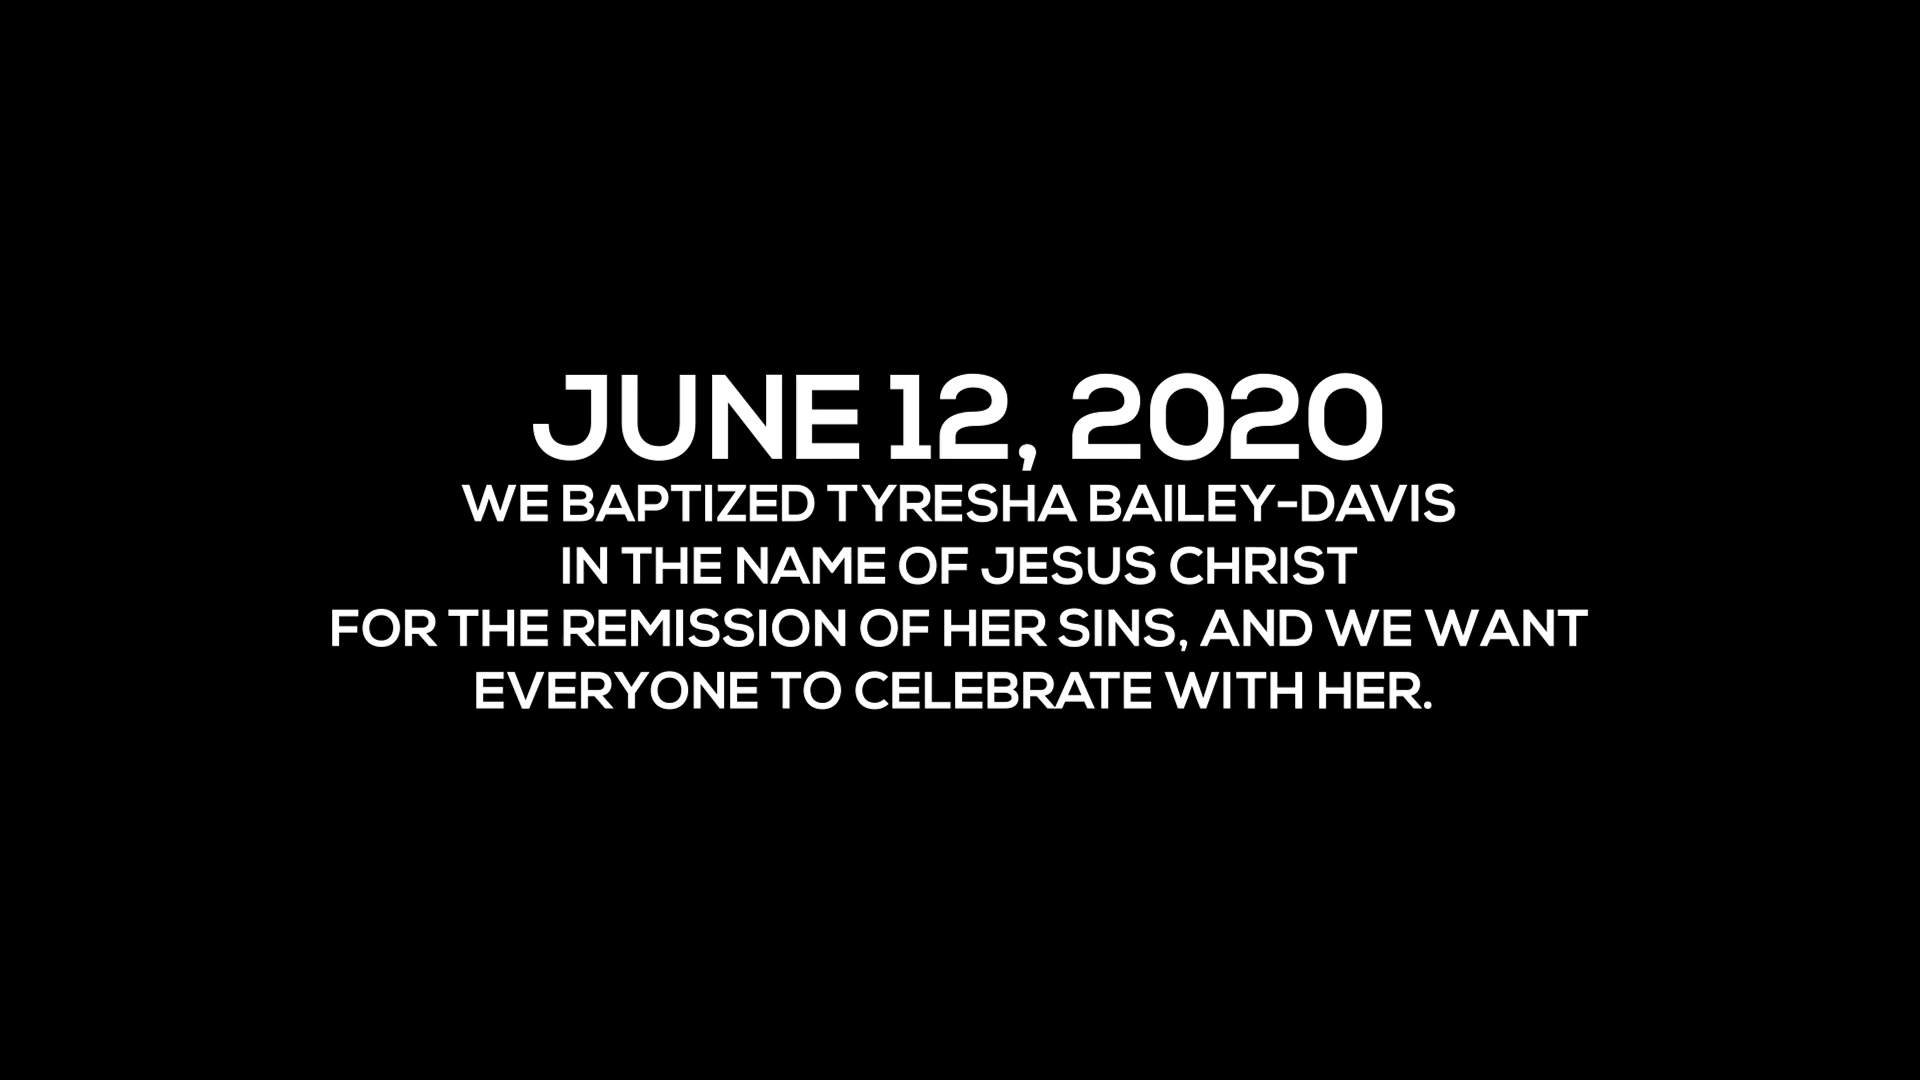 JUNE 12, 2020
WE BAPTIZED TYRESHA BAILEY-DAVIS
IN THE NAME OF JESUS CHRIST
FOR THE REMISSION OF HER SINS, AND WE WANT
EVERYONE TO CELEBRATE WITH HER.